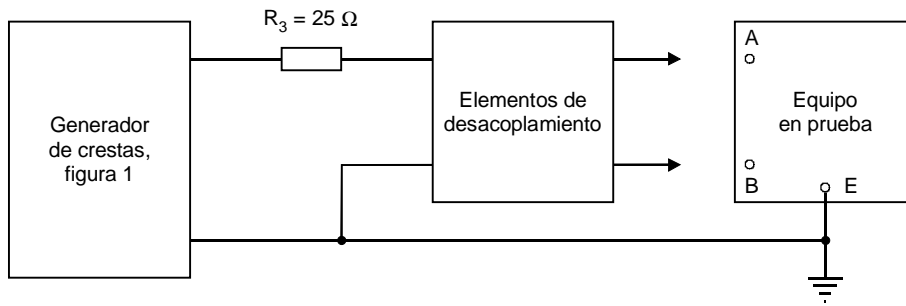 R3 = 25 Ω
Generador
de crestas,
figura 1
Elementos de
desacoplamiento
A
Equipo
en prueba
B
E